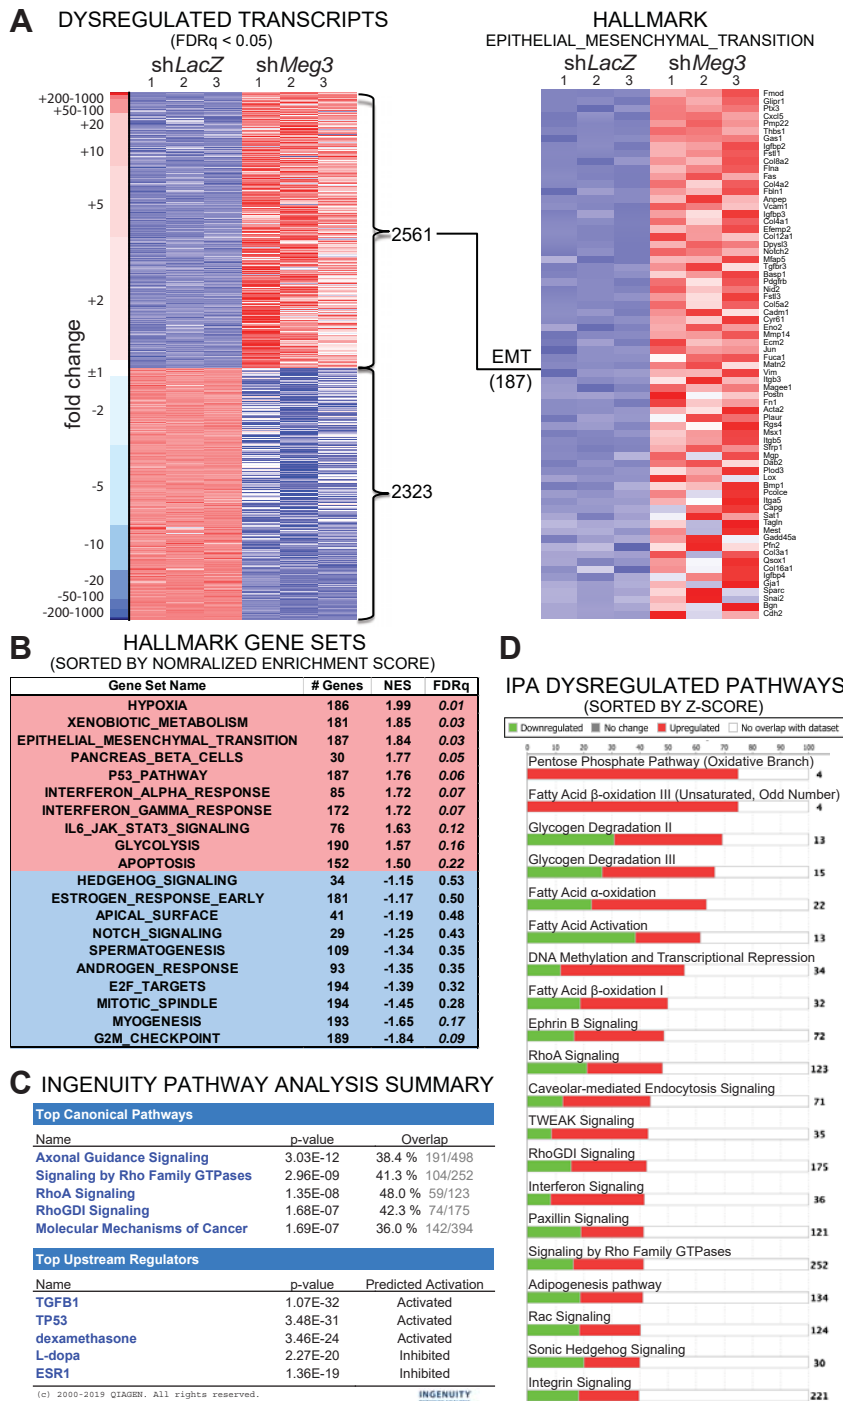 A
DYSREGULATED TRANSCRIPTS
(FDRq < 0.05)
shLacZ shMeg3
1 2 3 1 2 3
+200-1000
+50-100
+20
+10
+5
+2
±1
-2
-5
-10
-20
-50-100
-200-1000
fold change
2561
2323
EMT
(187)
HALLMARK
EPITHELIAL_MESENCHYMAL_TRANSITION
shLacZ shMeg3
1 2 3 1 2 3
Fmod
Glipr1
Ptx3
Cxcl5
Pmp22
Thbs1
Gas1
Igfbp2
Fstl1
Col8a2
Flna
Fas
Col4a2
Fbln1
Anpep
Vcam1
Igfbp3
Col4a1
Efemp2
Col12a1
Dpysl3
Notch2
Mfap5
Tgfbr3
Basp1
Pdgfrb
Nid2
Fstl3
Col5a2
Cadm1
Cyr61
Eno2
Mmp14
Ecm2
Jun
Fuca1
Matn2
Vim
Itgb3
Magee1
Postn
Fn1
Acta2
Plaur
Rgs4
Msx1
Itgb5
Sfrp1
Mgp
Dab2
Plod3
Lox
Bmp1
Pcolce
Itga5
Capg
Sat1
Tagln
Mest
Gadd45a
Pfn2
Col3a1
Qsox1
Col16a1
Igfbp4
Gja1
Sparc
Snai2
Bgn
Cdh2
B
HALLMARK GENE SETS
(SORTED BY NOMRALIZED ENRICHMENT SCORE)
Gene Set Name # Genes NES FDRq
HYPOXIA 186 1.99 0.01
XENOBIOTIC_METABOLISM 181 1.85 0.03
EPITHELIAL_MESENCHYMAL_TRANSITION 187 1.84 0.03
PANCREAS_BETA_CELLS 30 1.77 0.05
P53_PATHWAY 187 1.76 0.06
INTERFERON_ALPHA_RESPONSE 85 1.72 0.07
INTERFERON_GAMMA_RESPONSE 172 1.72 0.07
IL6_JAK_STAT3_SIGNALING 76 1.63 0.12
GLYCOLYSIS 190 1.57 0.16
APOPTOSIS 152 1.50 0.22
HEDGEHOG_SIGNALING 34 -1.15 0.53
ESTROGEN_RESPONSE_EARLY 181 -1.17 0.50
APICAL_SURFACE 41 -1.19 0.48
NOTCH_SIGNALING 29 -1.25 0.43
SPERMATOGENESIS 109 -1.34 0.35
ANDROGEN_RESPONSE 93 -1.35 0.35
E2F_TARGETS 194 -1.39 0.32
MITOTIC_SPINDLE 194 -1.45 0.28
MYOGENESIS 193 -1.65 0.17
G2M_CHECKPOINT 189 -1.84 0.09
C INGENUITY PATHWAY ANALYSIS SUMMARY
Top Canonical Pathways
Name p-value Overlap
Axonal Guidance Signaling 3.03E-12 38.4 % 191/498
Signaling by Rho Family GTPases 2.96E-09 41.3 % 104/252
RhoA Signaling 1.35E-08 48.0 % 59/123
RhoGDI Signaling 1.68E-07 42.3 % 74/175
Molecular Mechanisms of Cancer 1.69E-07 36.0 % 142/394
Top Upstream Regulators
Name p-value Predicted Activation
TGFB1 1.07E-32 Activated
TP53 3.48E-31 Activated
dexamethasone 3.46E-24 Activated
L-dopa 2.27E-20 Inhibited
ESR1 1.36E-19 Inhibited
(c) 2000-2019 QIAGEN. All rights reserved. INGENUITY
D
IPA DYSREGULATED PATHWAYS
(SORTED BY Z-SCORE)
Downregulated No change Upregulated No overlap with dataset
0 10 20 30 40 50 60 70 80 90 100
Pentose Phosphate Pathway (Oxidative Branch)
4
Fatty Acid β-oxidation III (Unsaturated, Odd Number)
4
Glycogen Degradation II
13
Glycogen Degradation III
15
Fatty Acid α-oxidation
22
Fatty Acid Activation
13
DNA Methylation and Transcriptional Repression
34
Fatty Acid β-oxidation I
32
Ephrin B Signaling
72
RhoA Signaling
123
Caveolar-mediated Endocytosis Signaling
71
TWEAK Signaling
35
RhoGDI Signaling
175
Interferon Signaling
36
Paxillin Signaling
121
Signaling by Rho Family GTPases
252
Adipogenesis pathway
134
Rac Signaling
124
Sonic Hedgehog Signaling
30
Integrin Signaling
221